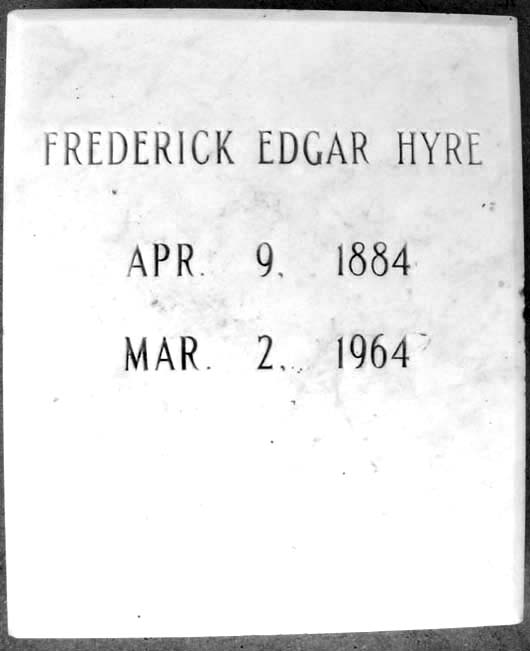 FREDERICK EDGAR HYRE
APR. 9, 1884
MAR. 2, 1964